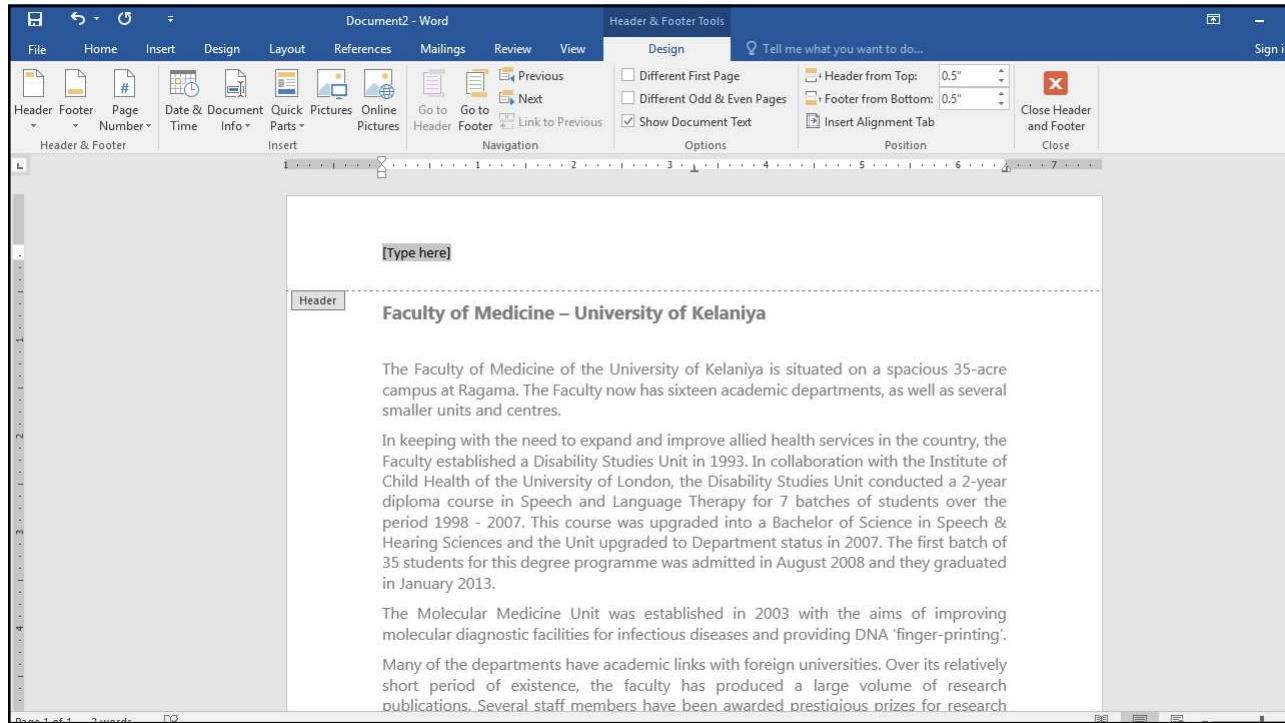 Document2 - Word
Header & Footer Tools
File Home Insert Design Layout References Mailings Review View Design Tell me what you want to do... Sign i
Header Footer Page Number
Date & Time Document Info Quick Parts Pictures Online Pictures
Go to Header Go to Footer Previous Next Link to Previous
Different First Page
Different Odd & Even Pages
Show Document Text
Header from Top: 0.5"
Footer from Bottom: 0.5"
Insert Alignment Tab
Close Header and Footer
Header & Footer Insert Navigation Options Position Close
1 1 2 3 4 5 6 7
[Type here]
Header
Faculty of Medicine – University of Kelaniya
The Faculty of Medicine of the University of Kelaniya is situated on a spacious 35-acre
campus at Ragama. The Faculty now has sixteen academic departments, as well as several
smaller units and centres.
In keeping with the need to expand and improve allied health services in the country, the
Faculty established a Disability Studies Unit in 1993. In collaboration with the Institute of
Child Health of the University of London, the Disability Studies Unit conducted a 2-year
diploma course in Speech and Language Therapy for 7 batches of students over the
period 1998 - 2007. This course was upgraded into a Bachelor of Science in Speech &
Hearing Sciences and the Unit upgraded to Department status in 2007. The first batch of
35 students for this degree programme was admitted in August 2008 and they graduated
in January 2013.
The Molecular Medicine Unit was established in 2003 with the aims of improving
molecular diagnostic facilities for infectious diseases and providing DNA 'finger-printing'.
Many of the departments have academic links with foreign universities. Over its relatively
short period of existence, the faculty has produced a large volume of research
publications. Several staff members have been awarded prestigious prizes for research
Page 1 of 1 2 words